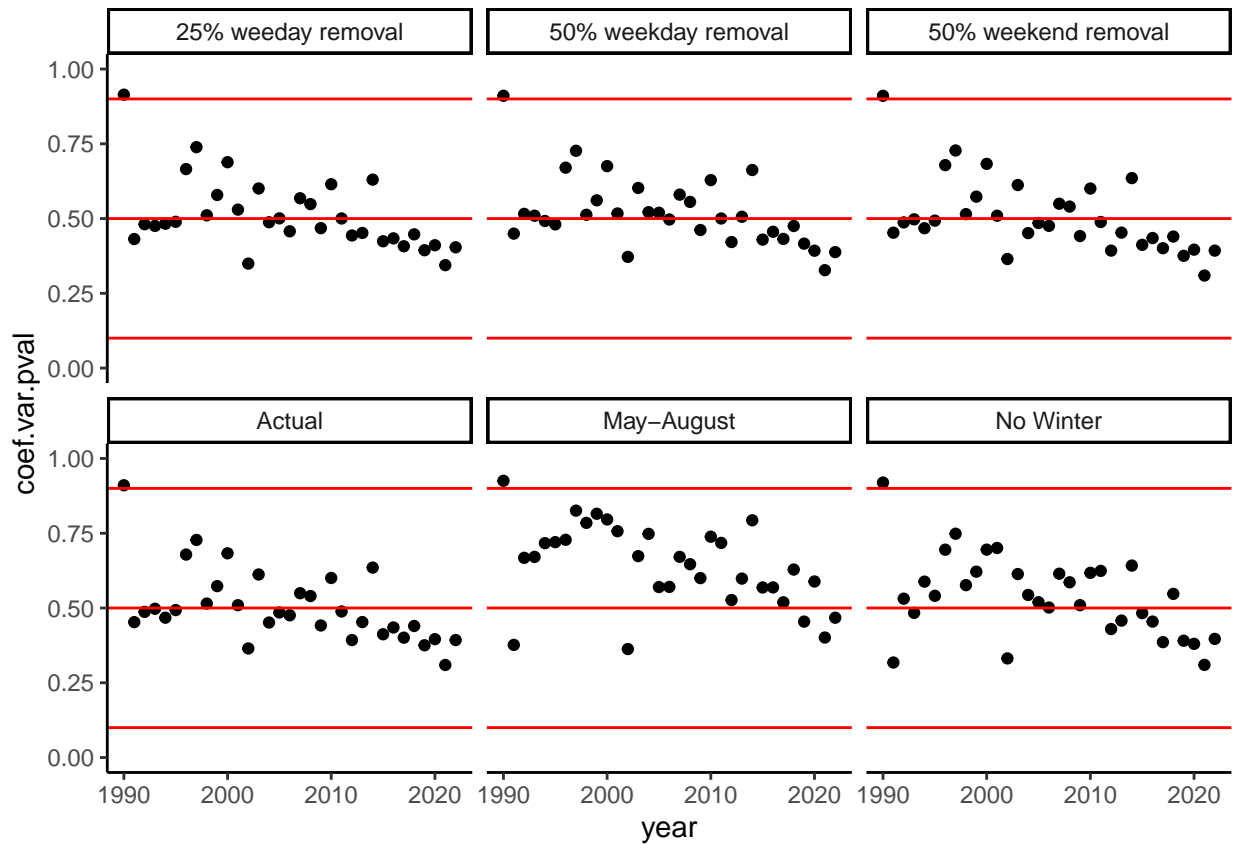 25% weeday removal
50% weekday removal
50% weekend removal
1.00
0.75
0.50
0.25
0.00
Actual
May−August
No Winter
1.00
0.75
0.50
0.25
0.00
coef.var.pval
1990 2000 2010 2020
1990 2000 2010 2020
1990 2000 2010 2020
year